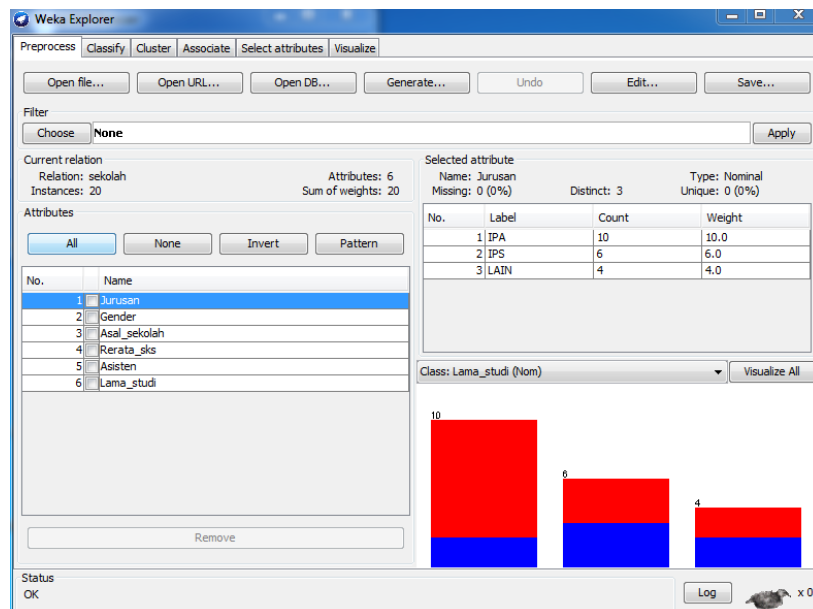 Weka Explorer
Preprocess Classify Cluster Associate Select attributes Visualize
Open file... Open URL... Open DB... Generate... Undo Edit... Save...
Filter
Choose None Apply
Current relation
Relation: sekolah Attributes: 6
Instances: 20 Sum of weights: 20
Attributes
All None Invert Pattern
No. Name
1 Jurusan
2 Gender
3 Asal_sekolah
4 Rerata_sks
5 Asisten
6 Lama_studi
Remove
Selected attribute
Name: Jurusan Type: Nominal
Missing: 0 (0%) Distinct: 3 Unique: 0 (0%)
No. Label Count Weight
1 IPA 10 10.0
2 IPS 6 6.0
3 LAIN 4 4.0
Class: Lama_studi (Nom) Visualize All
10
6
4
Status
OK
Log x 0